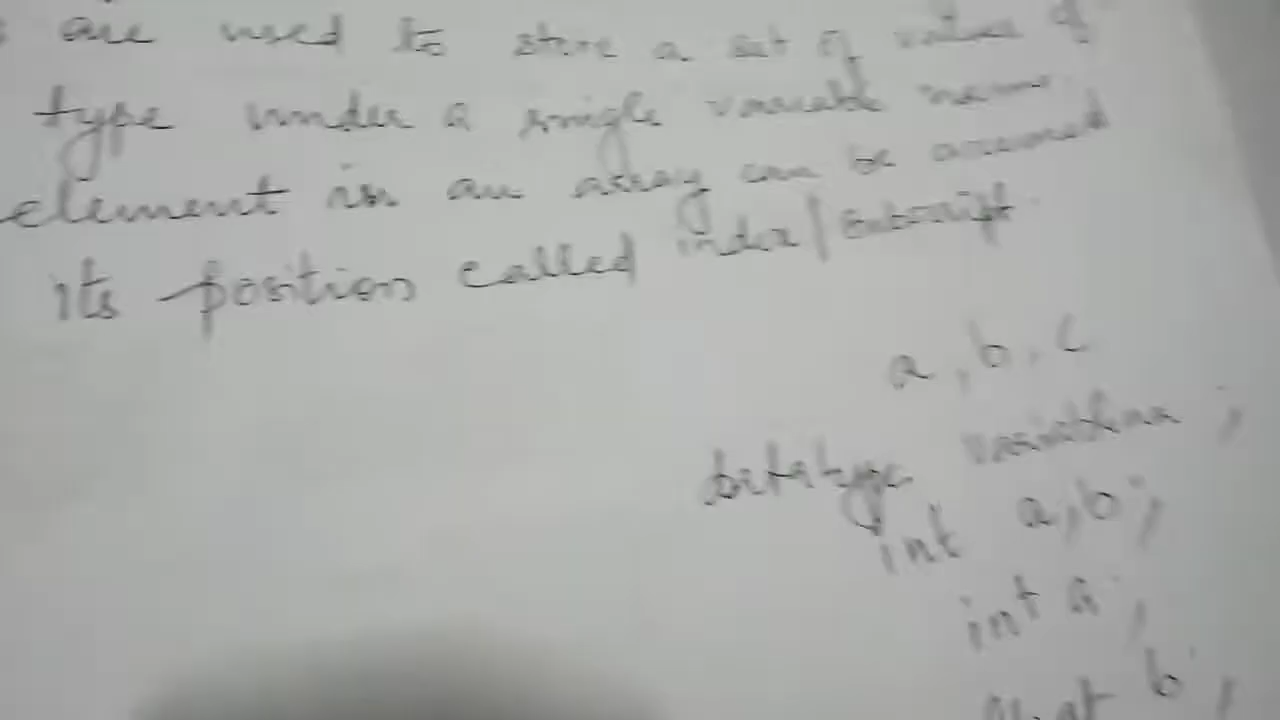 are used to store a set of values of
type under a single variable name.
element in an array can be accessed
its position called index/subscript.
a, b, c
datatype variablename ;
int a, b ;
int a ;
float b ;